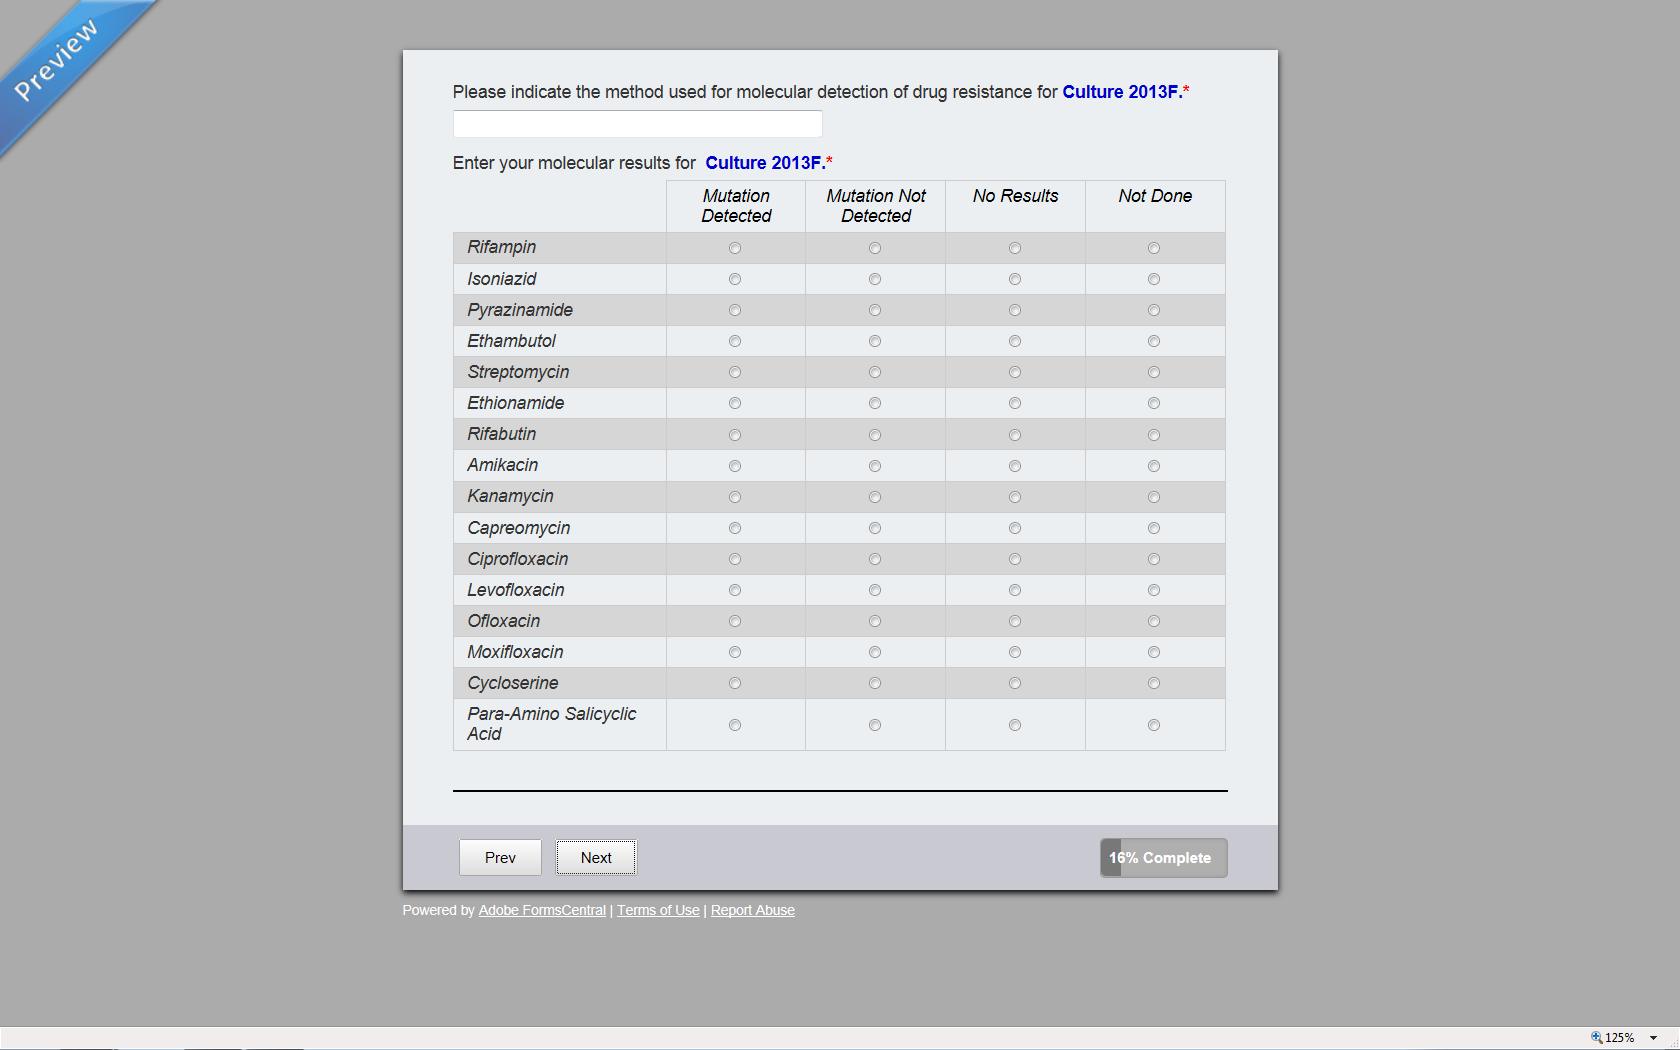 Preview
Please indicate the method used for molecular detection of drug resistance for Culture 2013F.*
Enter your molecular results for Culture 2013F.*
Mutation Detected Mutation Not Detected No Results Not Done
Rifampin
Isoniazid
Pyrazinamide
Ethambutol
Streptomycin
Ethionamide
Rifabutin
Amikacin
Kanamycin
Capreomycin
Ciprofloxacin
Levofloxacin
Ofloxacin
Moxifloxacin
Cycloserine
Para-Amino Salicyclic
Acid
Prev Next 16% Complete
Powered by Adobe FormsCentral | Terms of Use | Report Abuse
125%